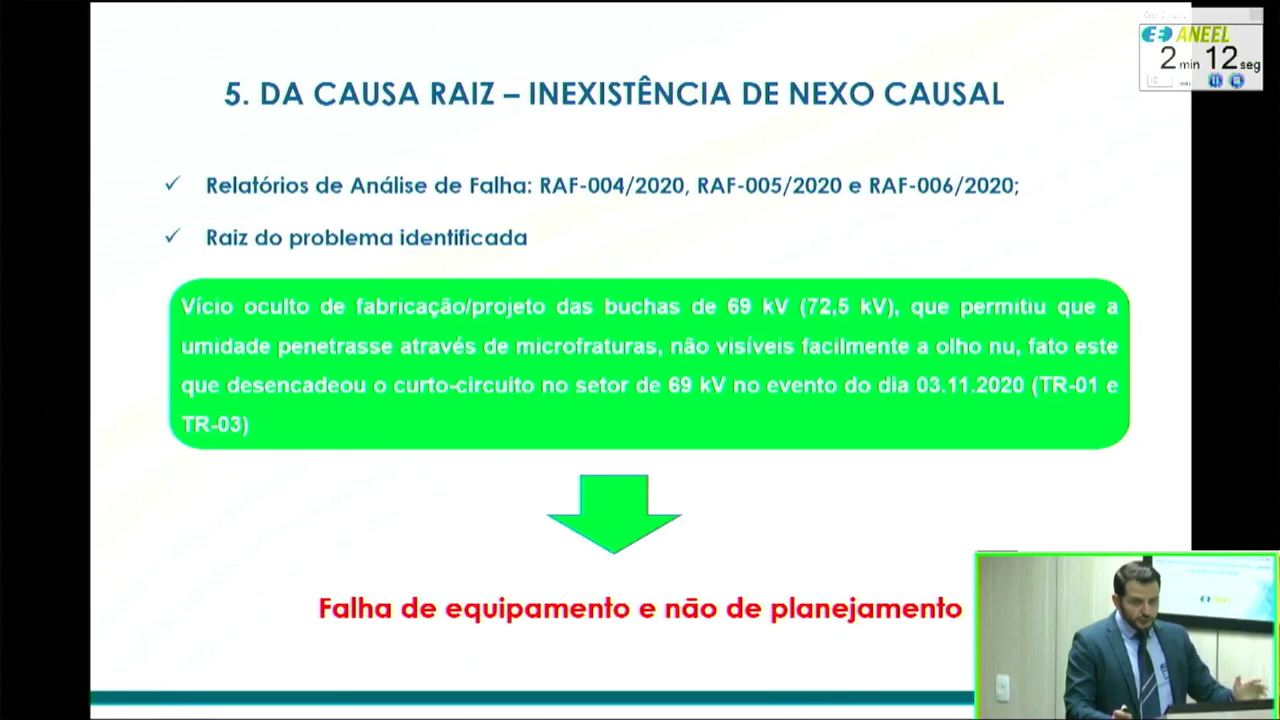 ANEEL
2 min 12 seg
5. DA CAUSA RAIZ – INEXISTÊNCIA DE NEXO CAUSAL
Relatórios de Análise de Falha: RAF-004/2020, RAF-005/2020 e RAF-006/2020;
Raiz do problema identificada
Vício oculto de fabricação/projeto das buchas de 69 kV (72,5 kV), que permitiu que a
umidade penetrasse através de microfraturas, não visíveis facilmente a olho nu, fato este
que desencadeou o curto-circuito no setor de 69 kV no evento do dia 03.11.2020 (TR-01 e
TR-03)
Falha de equipamento e não de planejamento